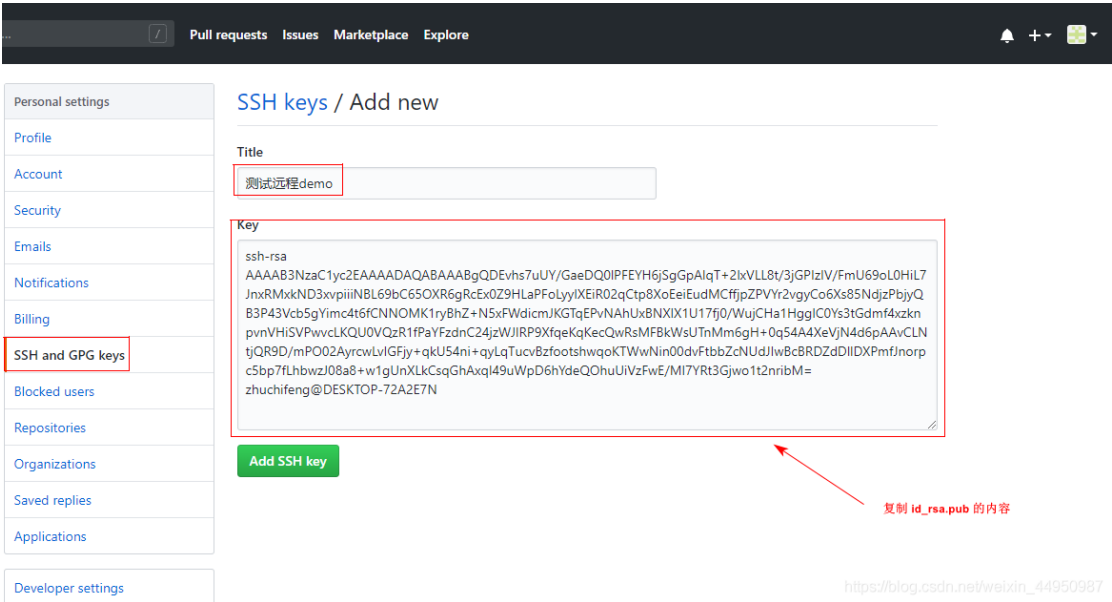 ... /
Pull requests Issues Marketplace Explore
Personal settings
Profile
Account
Security
Emails
Notifications
Billing
SSH and GPG keys
Blocked users
Repositories
Organizations
Saved replies
Applications
Developer settings
SSH keys / Add new
Title
测试远程demo
Key
ssh-rsa
zhuchifeng@DESKTOP-72A2E7N
Add SSH key
复制 id_rsa.pub 的内容
https://blog.csdn.net/weixin_44950987